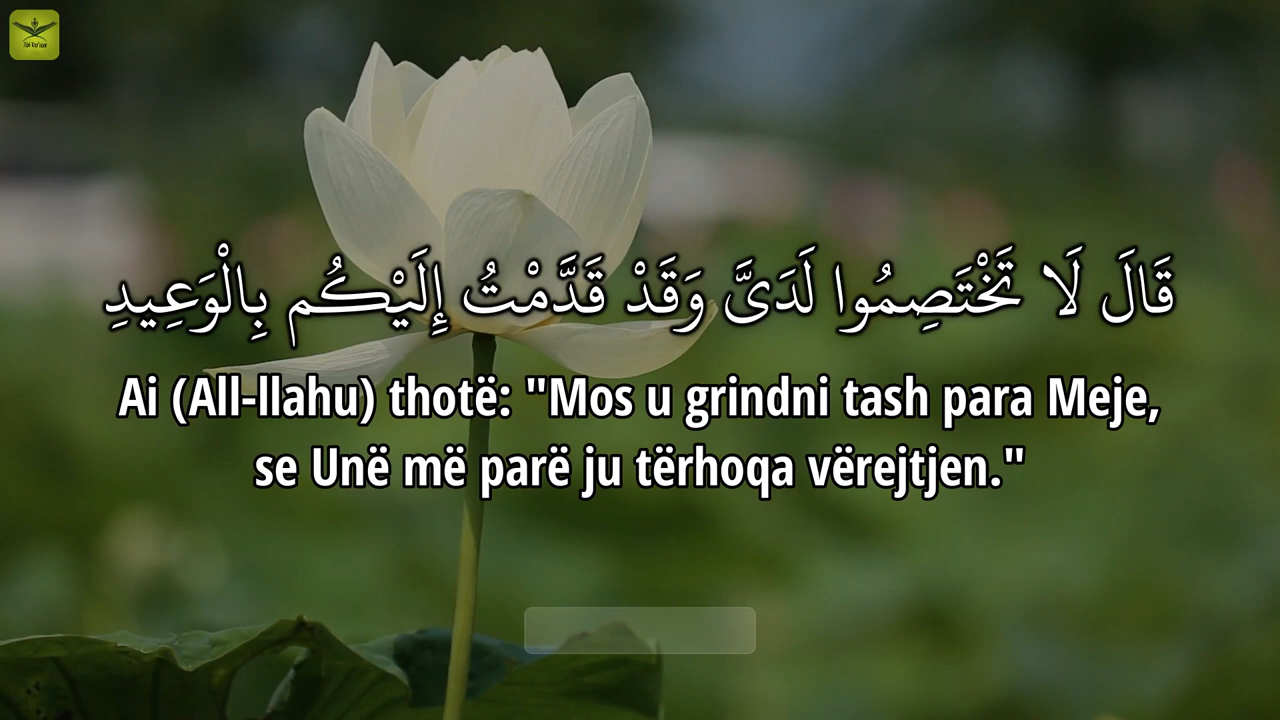 قَالَ لَا تَخْتَصِمُوا لَدَىَّ وَقَدْ قَدَّمْتُ إِلَيْكُم بِالْوَعِيدِ
Ai (All-llahu) thotë: "Mos u grindni tash para Meje,
se Unë më parë ju tërhoqa vërejtjen."